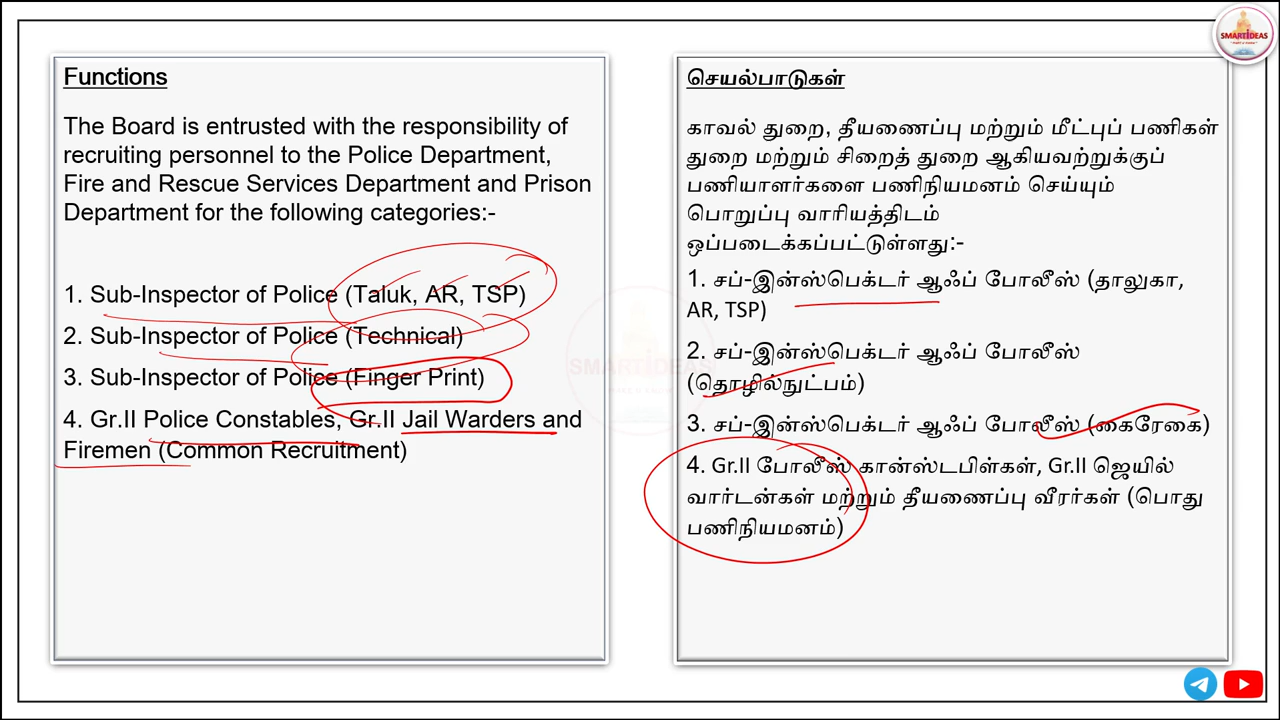 SMARTIDEAS
Functions
The Board is entrusted with the responsibility of
recruiting personnel to the Police Department,
Fire and Rescue Services Department and Prison
Department for the following categories:-
1. Sub-Inspector of Police (Taluk, AR, TSP)
2. Sub-Inspector of Police (Technical)
3. Sub-Inspector of Police (Finger Print)
4. Gr.II Police Constables, Gr.II Jail Warders and
Firemen (Common Recruitment)
செயல்பாடுகள்
காவல் துறை, தீயணைப்பு மற்றும் மீட்புப் பணிகள்
துறை மற்றும் சிறைத் துறை ஆகியவற்றுக்குப்
பணியாளர்களை பணிநியமனம் செய்யும்
பொறுப்பு வாரியத்திடம்
ஒப்படைக்கப்பட்டுள்ளது:-
1. சப்-இன்ஸ்பெக்டர் ஆஃப் போலீஸ் (தாலுகா,
AR, TSP)
2. சப்-இன்ஸ்பெக்டர் ஆஃப் போலீஸ்
(தொழில்நுட்பம்)
3. சப்-இன்ஸ்பெக்டர் ஆஃப் போலீஸ் (கைரேகை)
4. Gr.II போலீஸ் கான்ஸ்டபிள்கள், Gr.II ஜெயில்
வார்டன்கள் மற்றும் தீயணைப்பு வீரர்கள் (பொது
பணிநியமனம்)
SMARTIDEAS